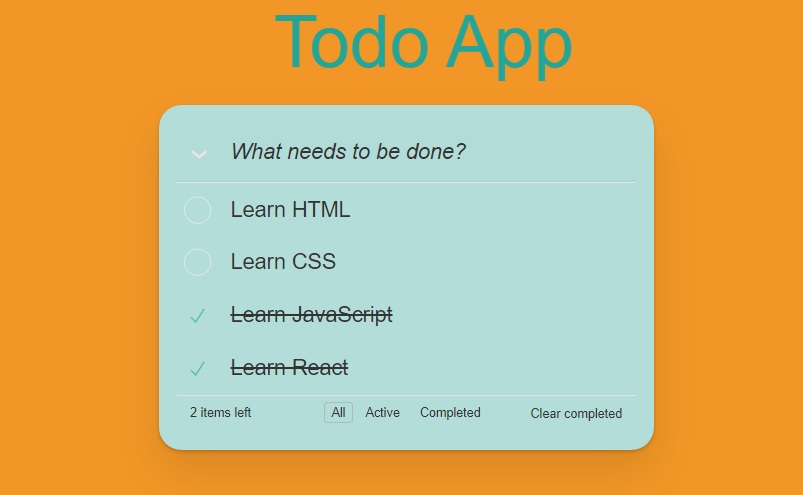 Todo App
What needs to be done?
Learn HTML
Learn CSS
Learn JavaScript
Learn React
2 items left All Active Completed Clear completed